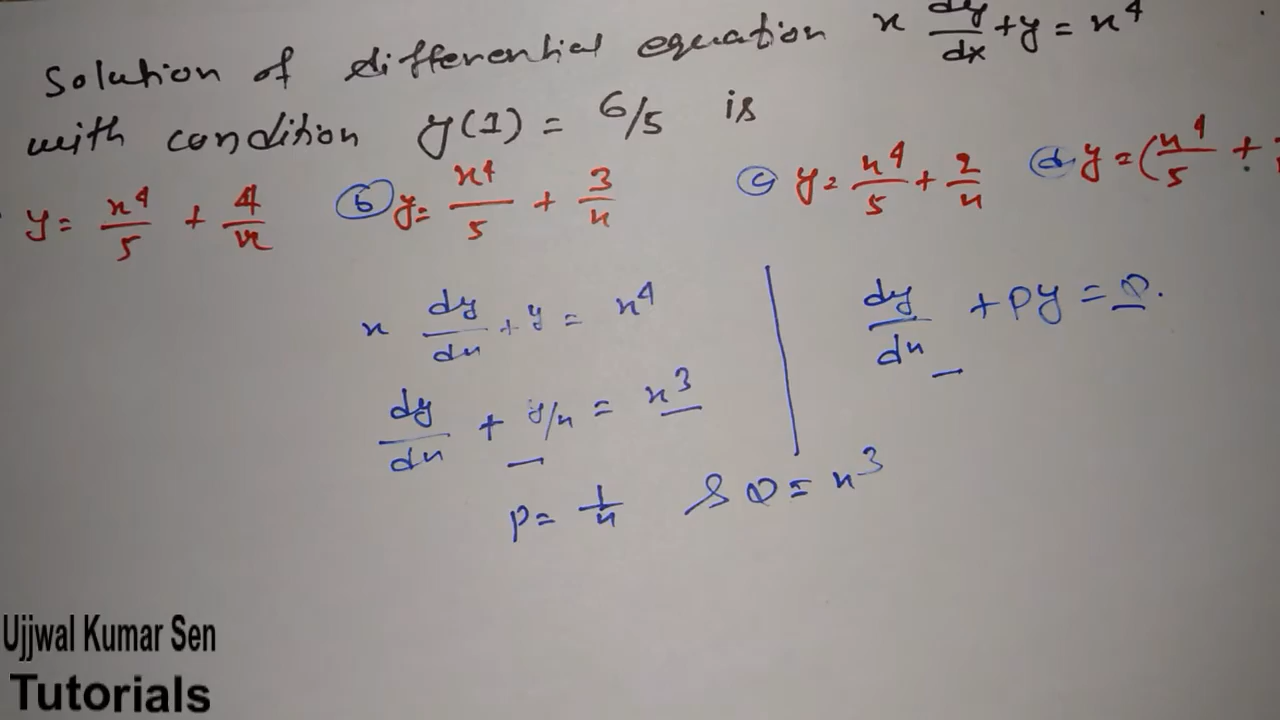 Solution of differential equation x dy/dx + y = x^4
with condition y(1) = 6/5 is
y = x^4/5 + 4/x (b) y = x^4/5 + 3/x (c) y = x^4/5 + 2/x (d) y = (x^4/5 +
x dy/dx + y = x^4
dy/dx + Py = Q.
dy/dx + y/x = x^3
P = 1/x & Q = x^3
Ujjwal Kumar Sen
Tutorials